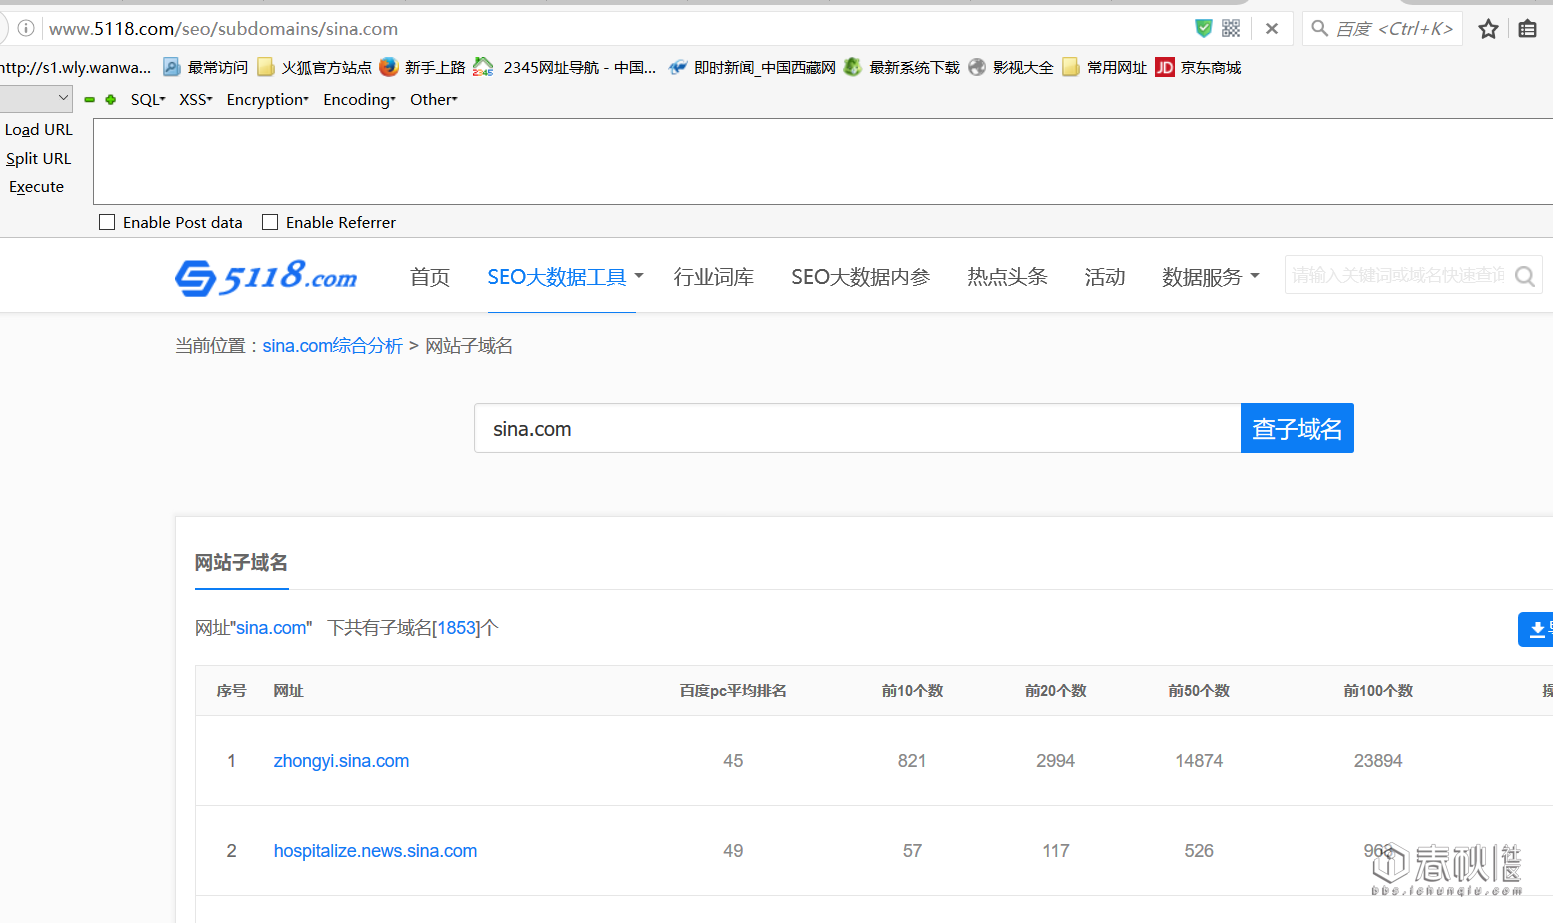 www.5118.com/seo/subdomains/sina.com
百度 <Ctrl+K>
http://s1.wly.wanwa... 最常访问 火狐官方站点 新手上路 2345网址导航 - 中国... 即时新闻_中国西藏网 最新系统下载 影视大全 常用网址 JD 京东商城
SQL XSS Encryption Encoding Other
Load URL
Split URL
Execute
Enable Post data Enable Referrer
5118.com 首页 SEO大数据工具 行业词库 SEO大数据内参 热点头条 活动 数据服务 请输入关键词或域名快速查询
当前位置：sina.com综合分析 > 网站子域名
sina.com 查子域名
网站子域名
网址"sina.com" 下共有子域名[1853]个
序号 网址 百度pc平均排名 前10个数 前20个数 前50个数 前100个数
1 zhongyi.sina.com 45 821 2994 14874 23894
2 hospitalize.news.sina.com 49 57 117 526
春秋社区
bbs.ichunqiu.com